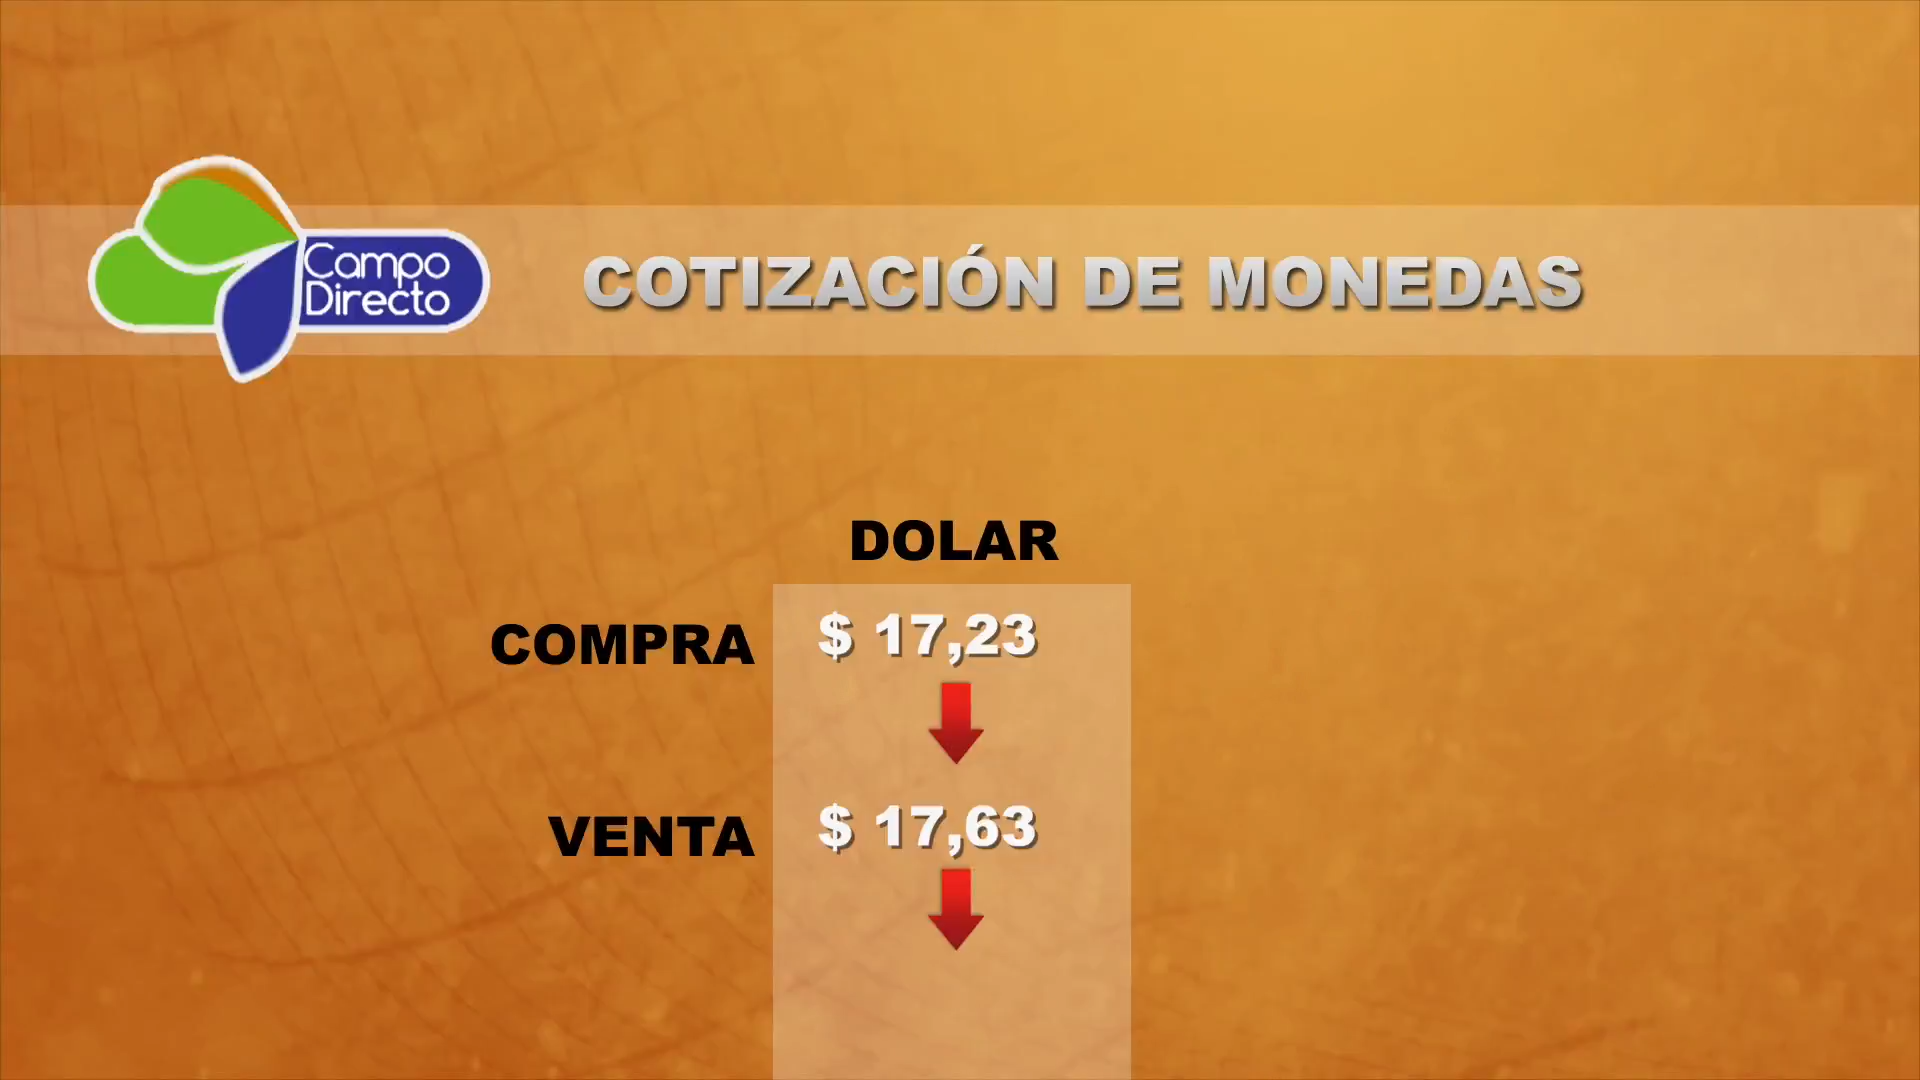 Campo
Directo
COTIZACIÓN DE MONEDAS
DOLAR
COMPRA $ 17,23
VENTA $ 17,63